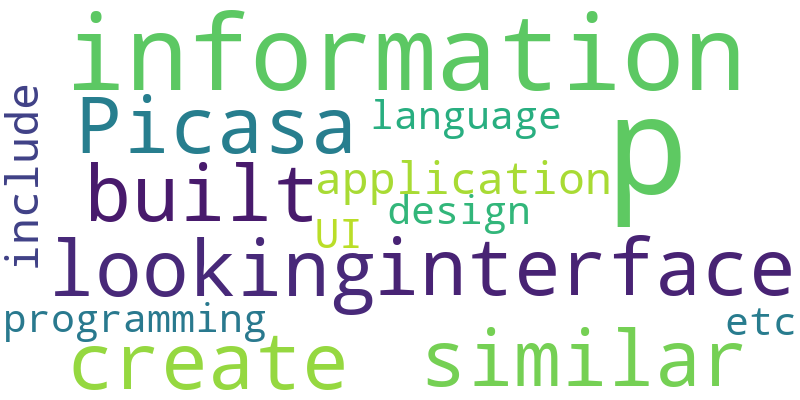 information
Picasa
language
p
include
built
application
design
UI
looking
interface
programming
etc
create
similar